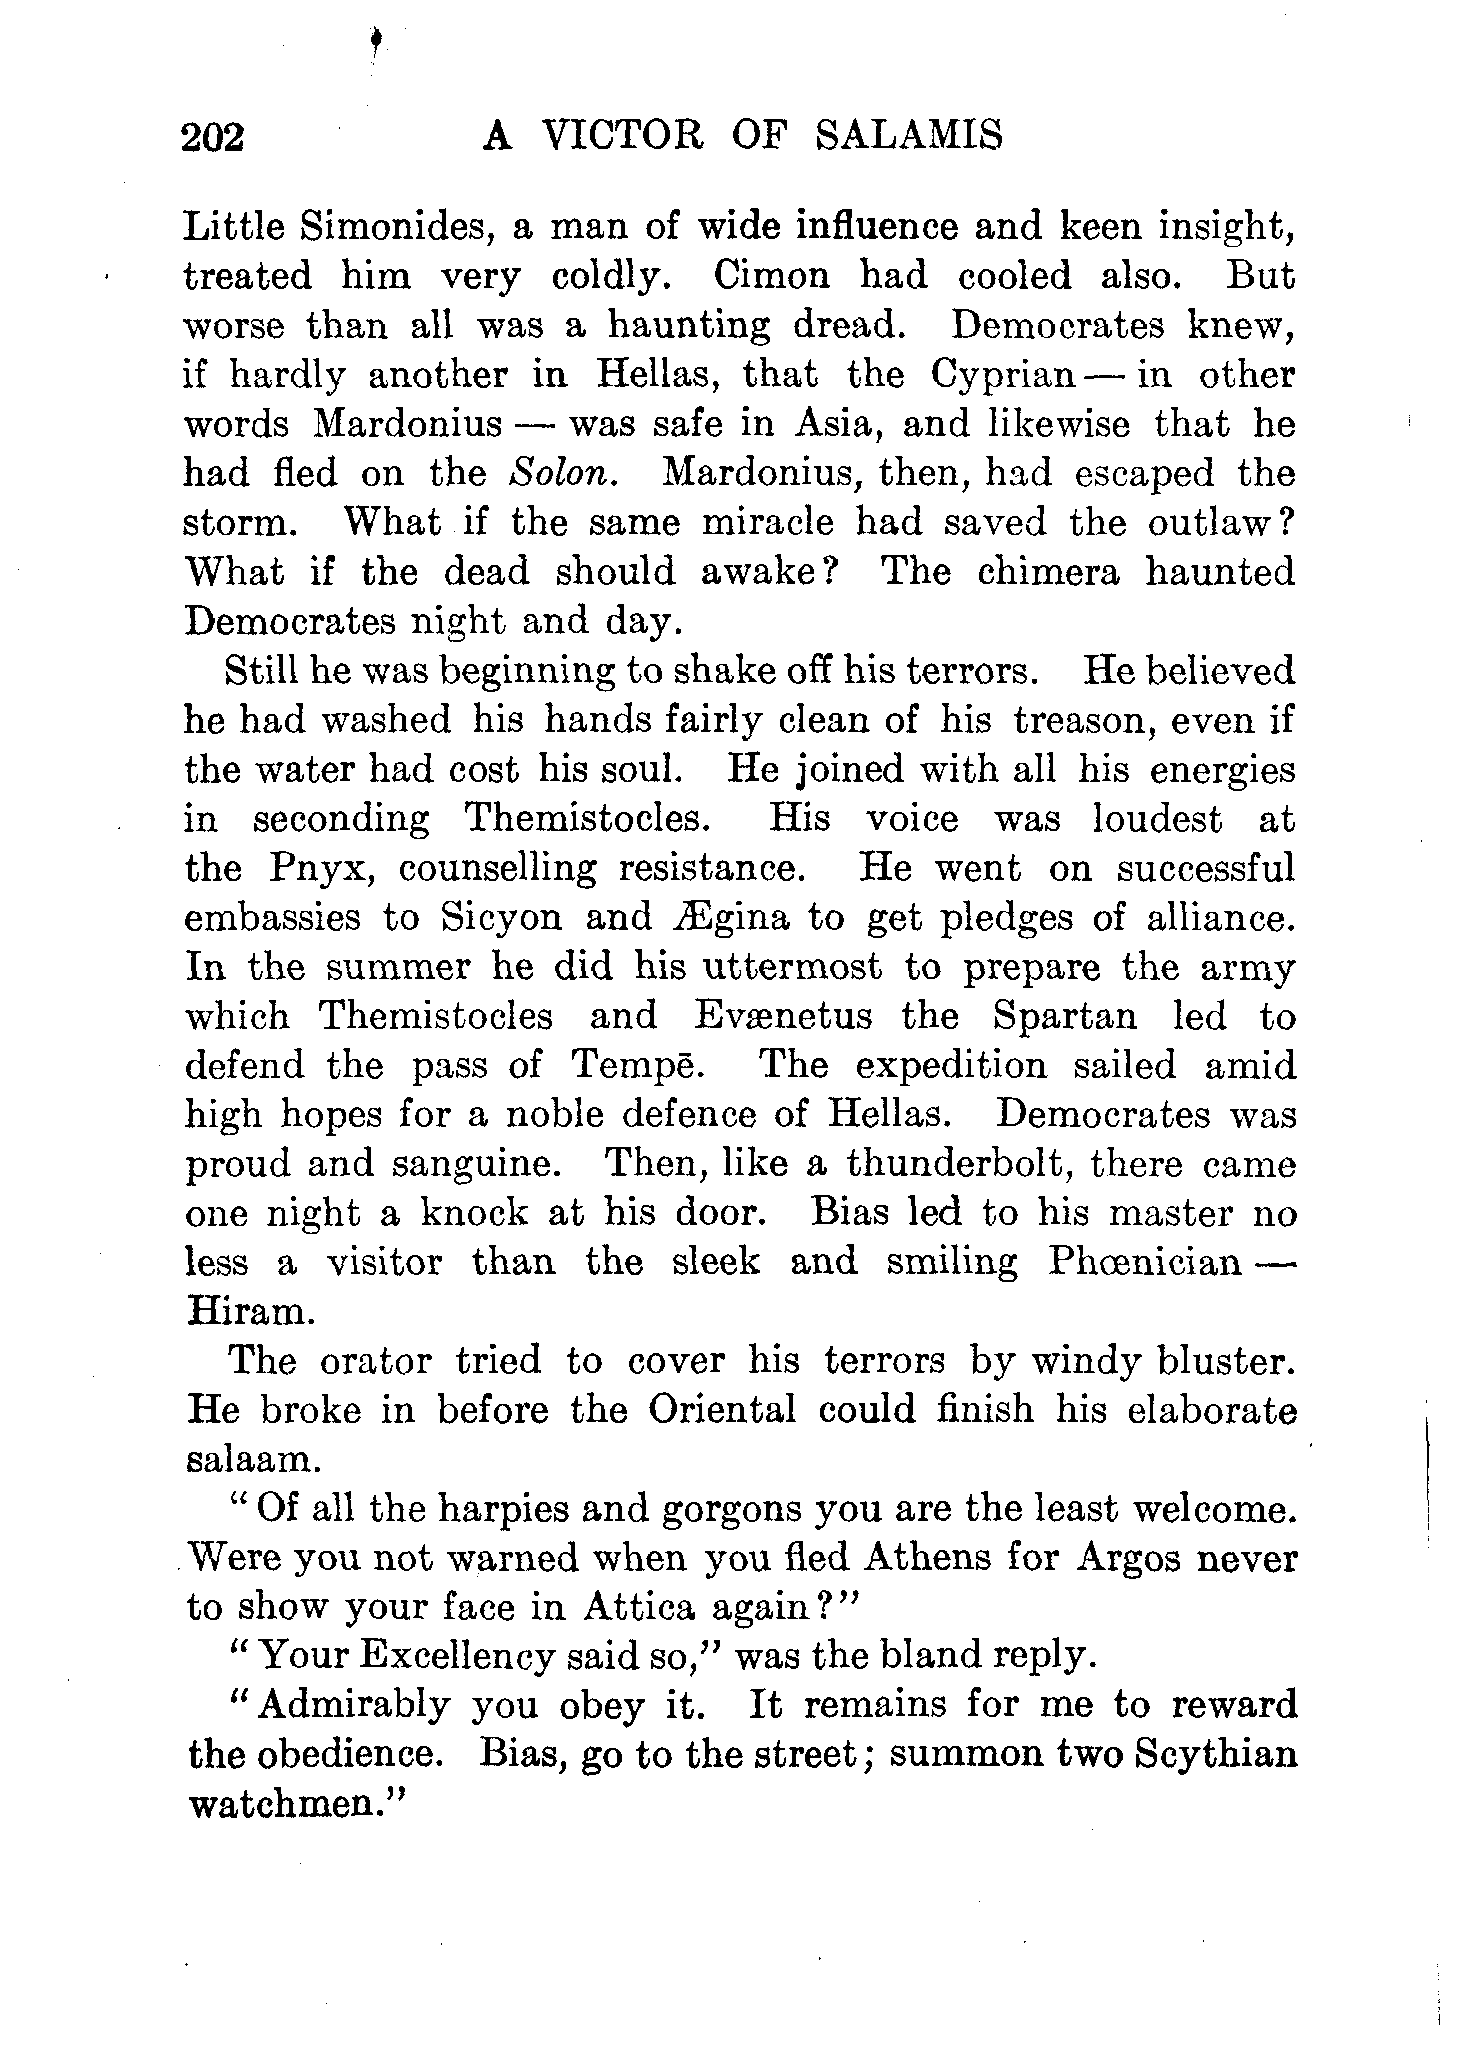 202 A VICTOR OF SALAMIS
Little Simonides, a man of wide influence and keen insight,
treated him very coldly. Cimon had cooled also. But
worse than all was a haunting dread. Democrates knew,
if hardly another in Hellas, that the Cyprian — in other
words Mardonius — was safe in Asia, and likewise that he
had fled on the Solon. Mardonius, then, had escaped the
storm. What if the same miracle had saved the outlaw?
What if the dead should awake? The chimera haunted
Democrates night and day.
Still he was beginning to shake off his terrors. He believed
he had washed his hands fairly clean of his treason, even if
the water had cost his soul. He joined with all his energies
in seconding Themistocles. His voice was loudest at
the Pnyx, counselling resistance. He went on successful
embassies to Sicyon and Ægina to get pledges of alliance.
In the summer he did his uttermost to prepare the army
which Themistocles and Evænetus the Spartan led to
defend the pass of Tempē. The expedition sailed amid
high hopes for a noble defence of Hellas. Democrates was
proud and sanguine. Then, like a thunderbolt, there came
one night a knock at his door. Bias led to his master no
less a visitor than the sleek and smiling Phœnician —
Hiram.
The orator tried to cover his terrors by windy bluster.
He broke in before the Oriental could finish his elaborate
salaam.
“Of all the harpies and gorgons you are the least welcome.
Were you not warned when you fled Athens for Argos never
to show your face in Attica again?”
“Your Excellency said so,” was the bland reply.
“Admirably you obey it. It remains for me to reward
the obedience. Bias, go to the street; summon two Scythian
watchmen.”